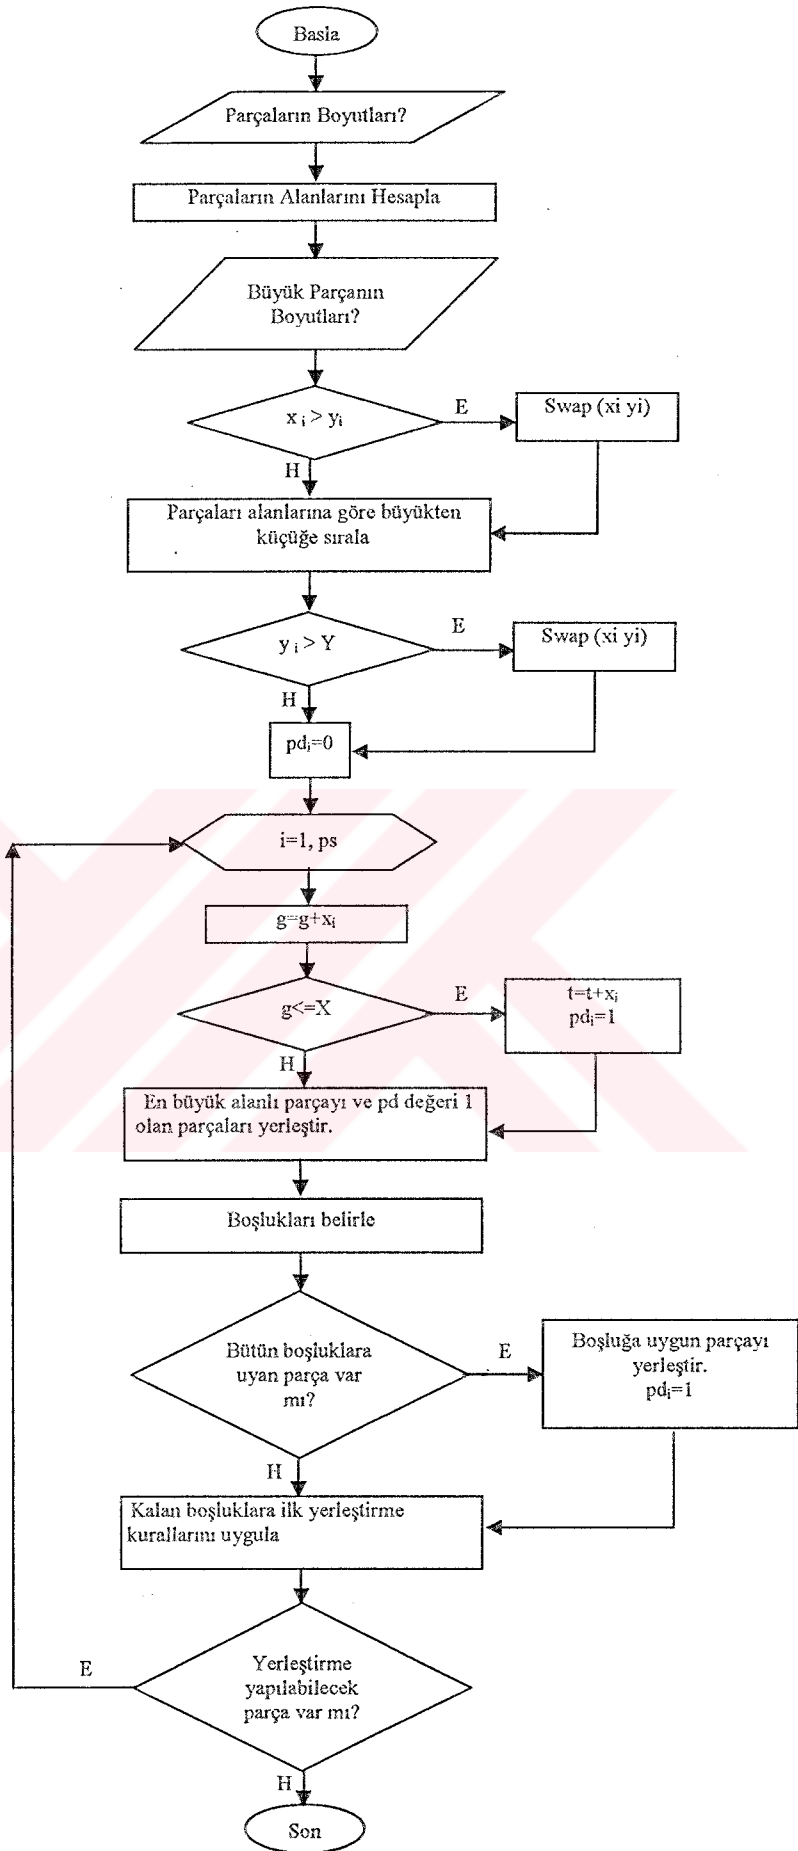 Basla
Parçaların Boyutları?
Parçaların Alanlarını Hesapla
Büyük Parçanın
Boyutları?
x i > yi
E
Swap (xi yi)
H
Parçaları alanlarına göre büyükten
küçüğe sırala
y i > Y
E
Swap (xi yi)
H
pdi=0
i=1, ps
g=g+xi
g<=X
E
t=t+xi
pdi=1
H
En büyük alanlı parçayı ve pd değeri 1
olan parçaları yerleştir.
Boşlukları belirle
Bütün boşluklara
uyan parça var
mı?
E
Boşluğa uygun parçayı
yerleştir.
pdi=1
H
Kalan boşluklara ilk yerleştirme
kurallarını uygula
Yerleştirme
yapılabilecek
parça var mı?
E
H
Son